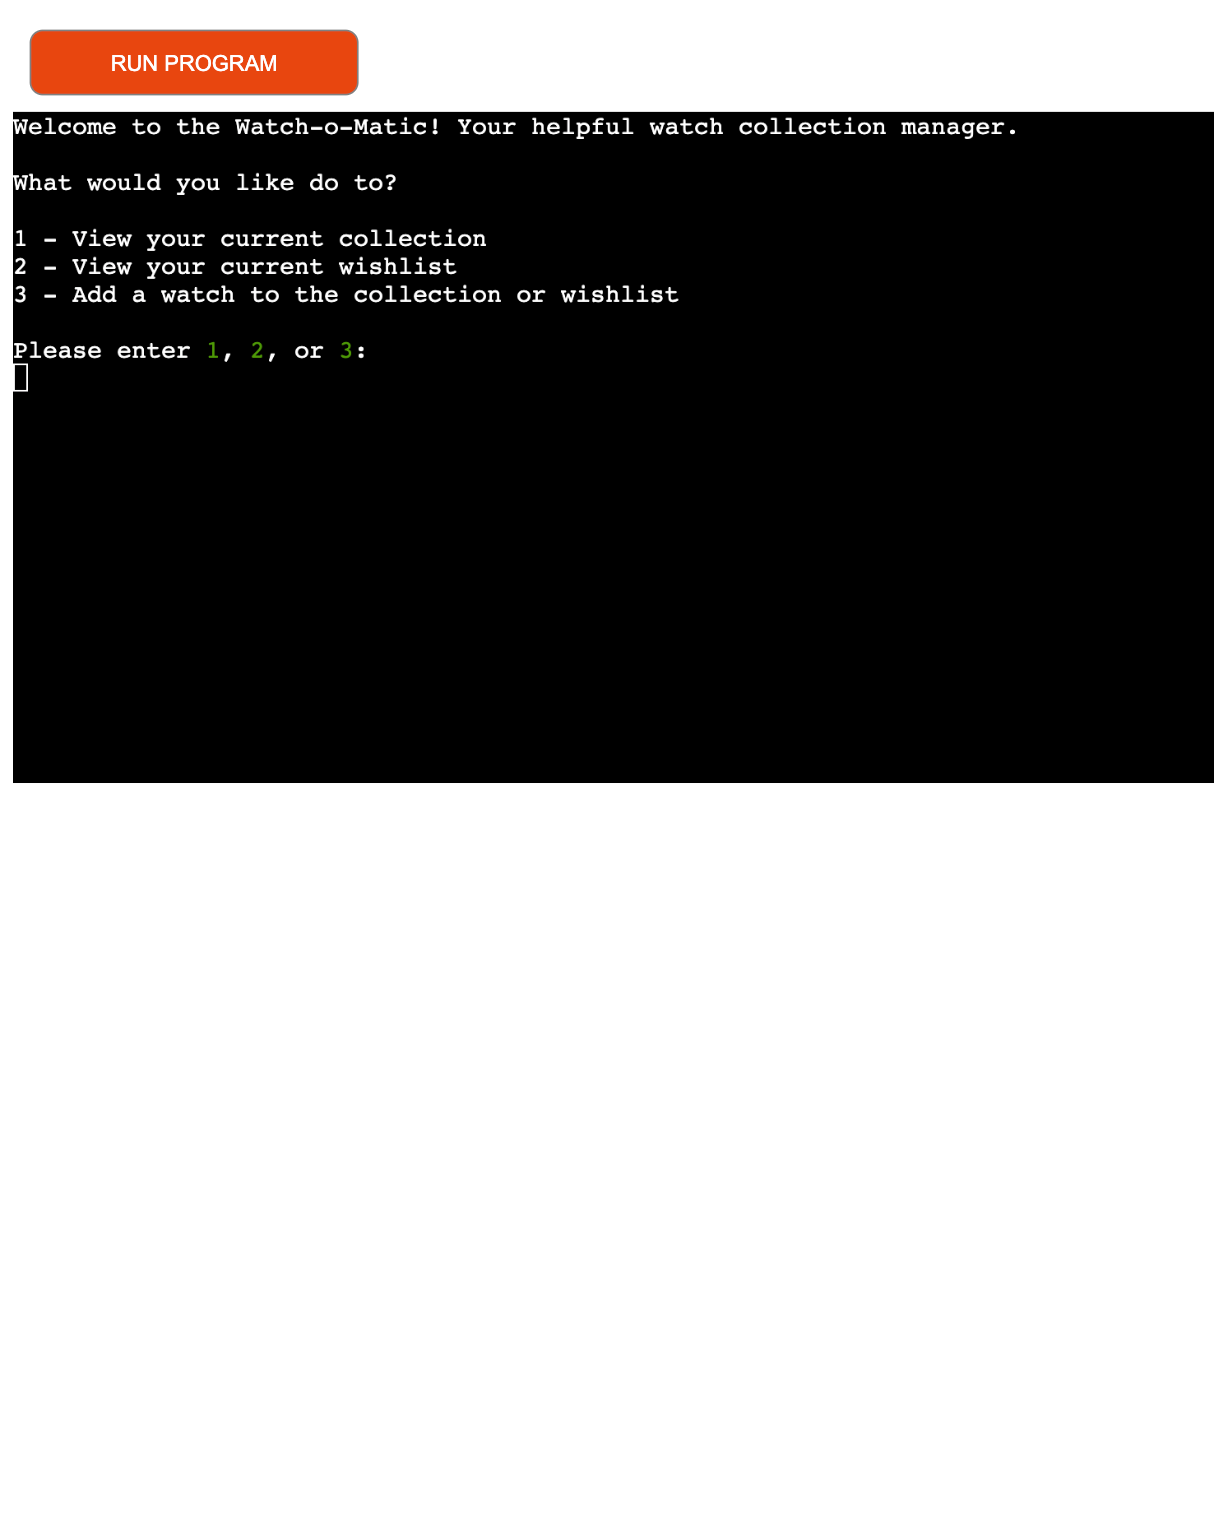 RUN PROGRAM
Welcome to the Watch-o-Matic! Your helpful watch collection manager.
What would you like do to?
1 - View your current collection
2 - View your current wishlist
3 - Add a watch to the collection or wishlist
Please enter 1, 2, or 3: